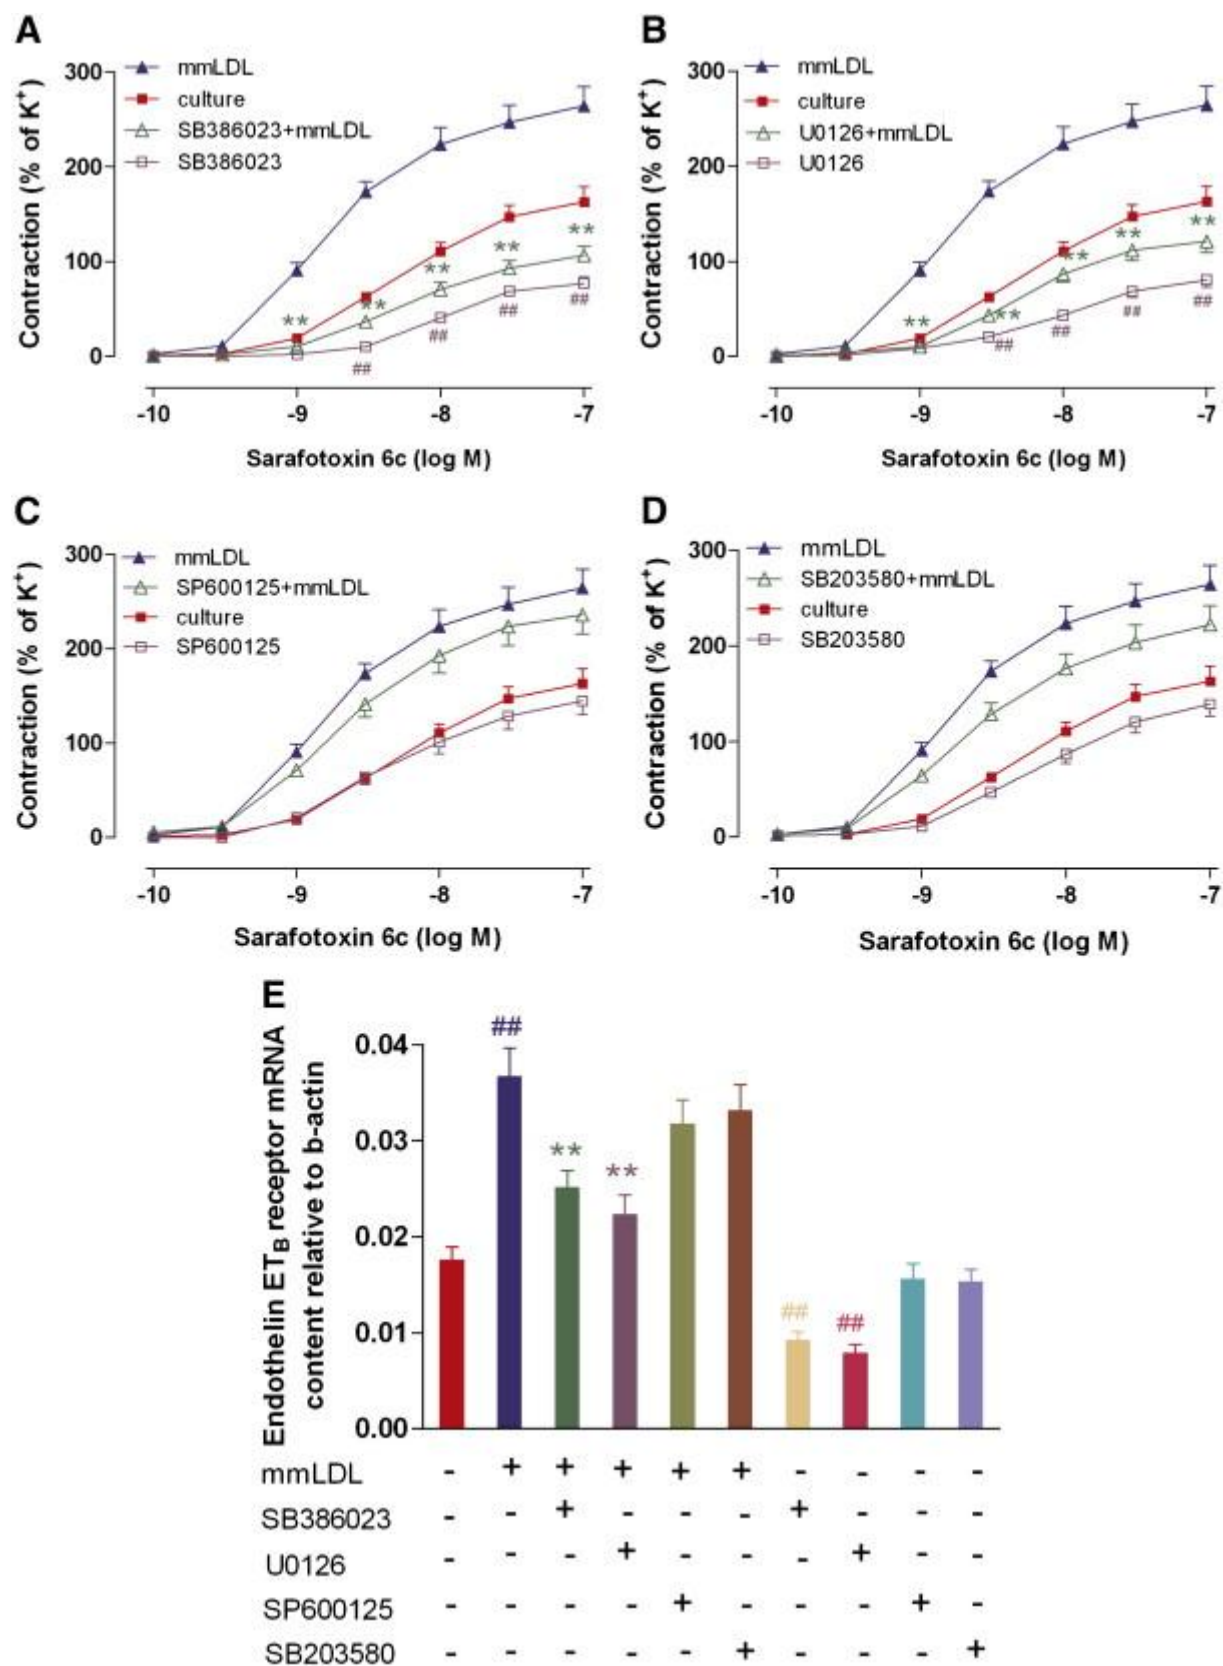 A
Contraction (% of K⁺)
300
200
100
0
mmLDL
culture
SB386023+mmLDL
SB386023
**
**
**
**
**
##
##
##
##
-10
-9
-8
-7
Sarafotoxin 6c (log M)
B
Contraction (% of K⁺)
300
200
100
0
mmLDL
culture
U0126+mmLDL
U0126
**
**
**
**
**
##
##
##
##
-10
-9
-8
-7
Sarafotoxin 6c (log M)
C
Contraction (% of K⁺)
300
200
100
0
mmLDL
SP600125+mmLDL
culture
SP600125
-10
-9
-8
-7
Sarafotoxin 6c (log M)
D
Contraction (% of K⁺)
300
200
100
0
mmLDL
SB203580+mmLDL
culture
SB203580
-10
-9
-8
-7
Sarafotoxin 6c (log M)
E
Endothelin ETB receptor mRNA
content relative to b-actin
0.04
0.03
0.02
0.01
0.00
##
**
**
##
##
mmLDL - + + + + + - - - -
SB386023 - - + - - - + - - -
U0126 - - - + - - - + - -
SP600125 - - - - + - - - + -
SB203580 - - - - - + - - - +